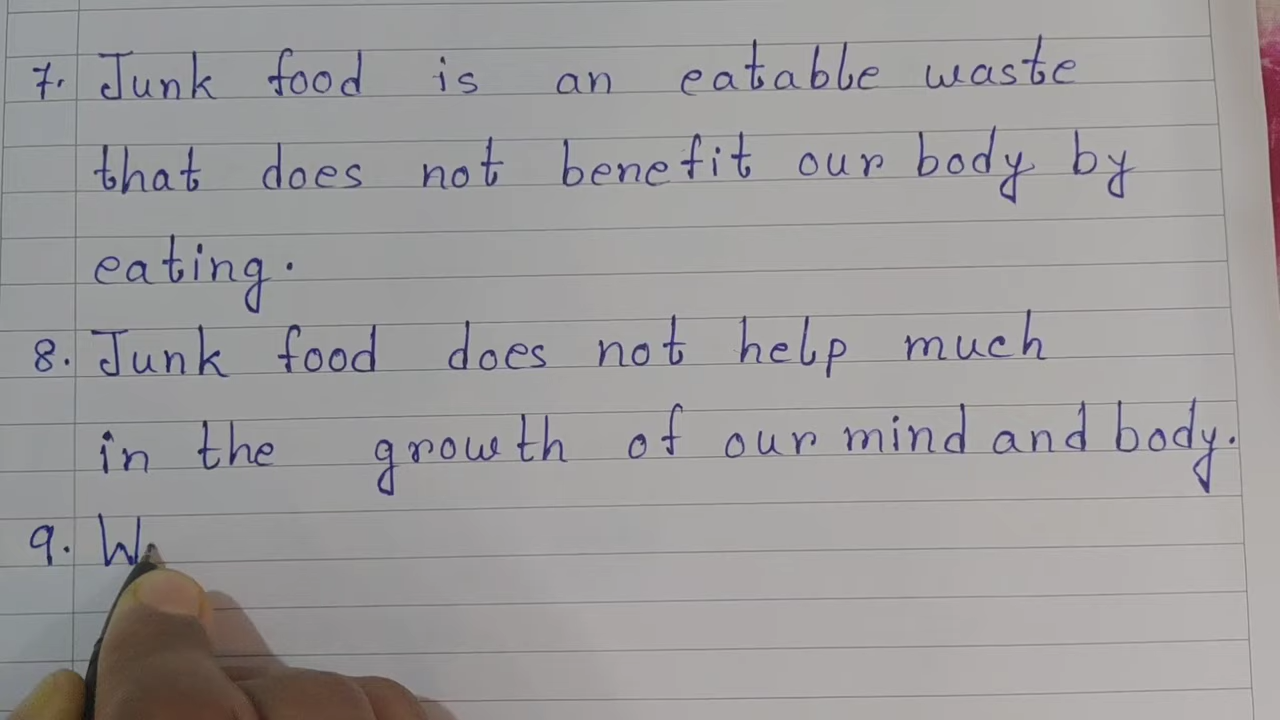 7. Junk food is an eatable waste
that does not benefit our body by
eating.
8. Junk food does not help much
in the growth of our mind and body.
9. W